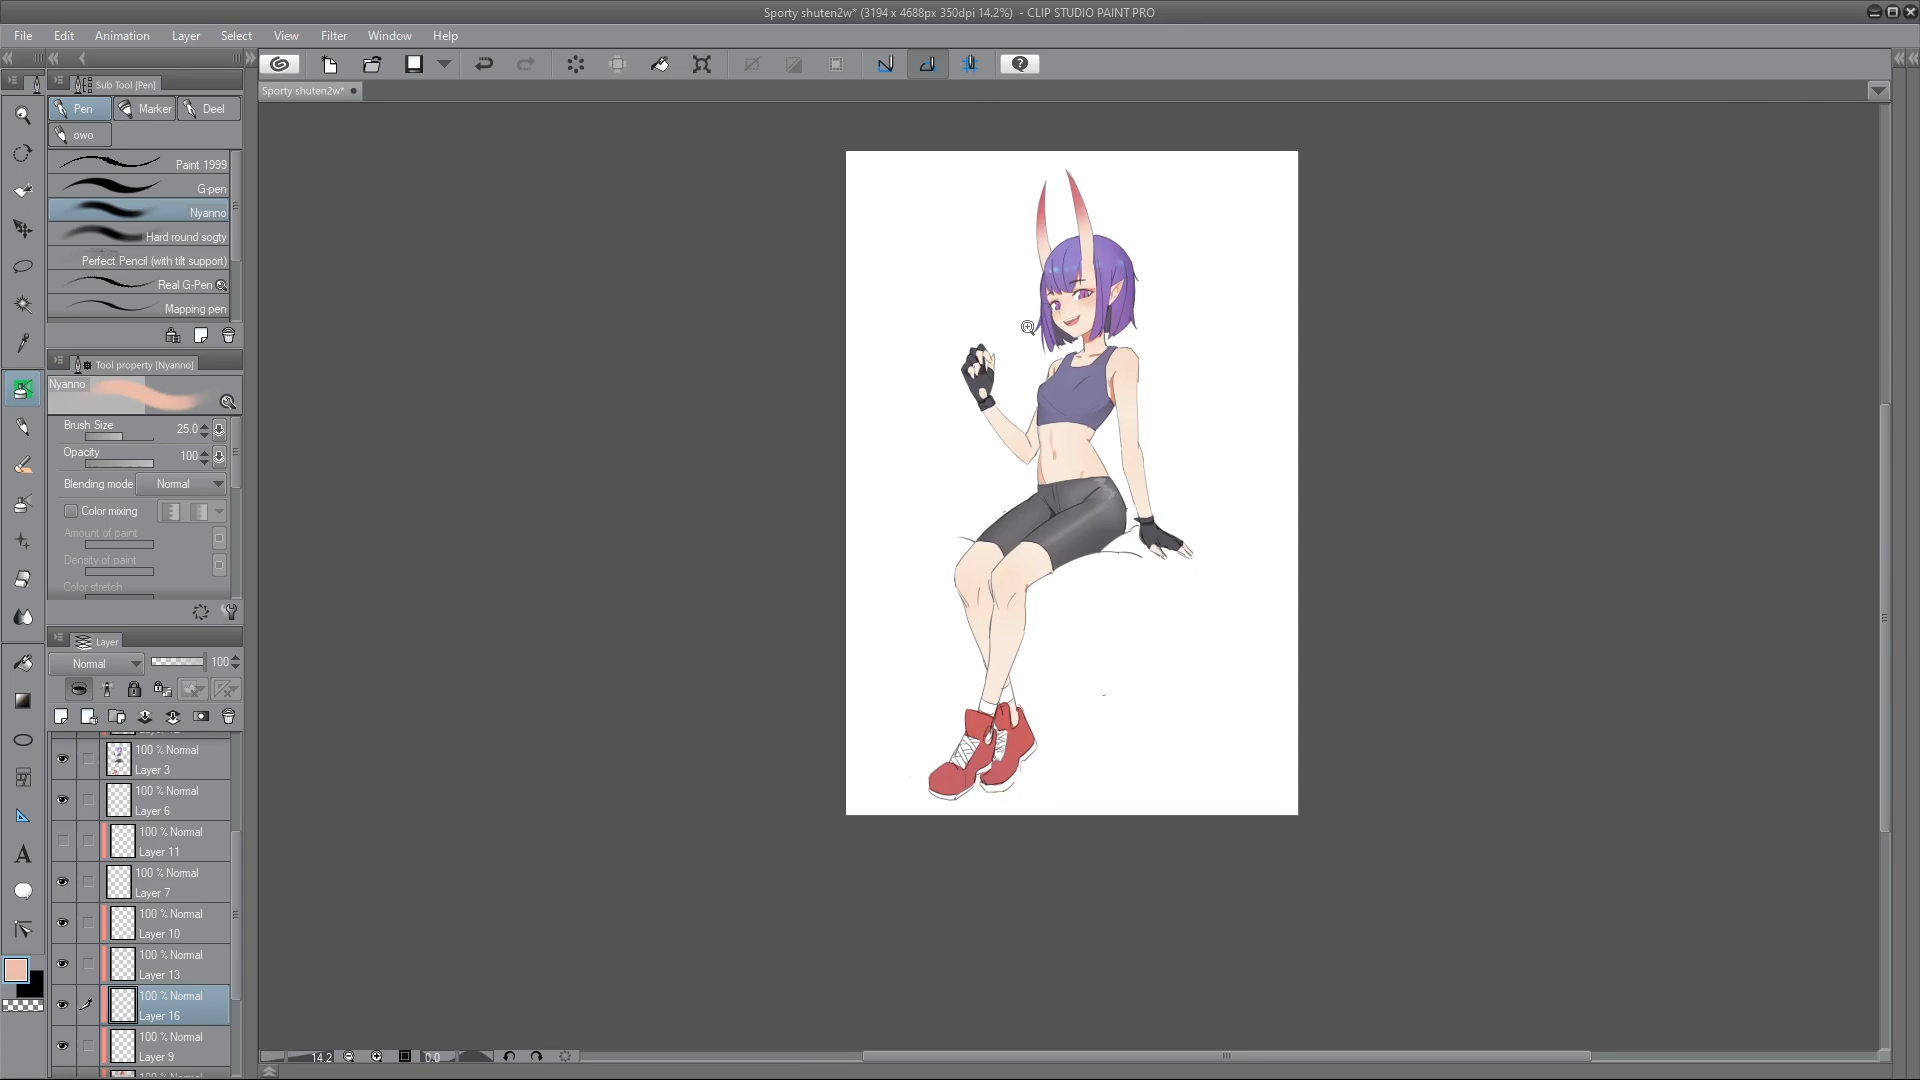 Sporty shuten2w* (3194 x 4688px 350dpi 14.2%) - CLIP STUDIO PAINT PRO
File Edit Animation Layer Select View Filter Window Help
Sub Tool [Pen]
Sporty shuten2w*
Pen Marker Deel
owo
Paint 1999
G-pen
Nyanno
Hard round sogty
Perfect Pencil (with tilt support)
Real G-Pen
Mapping pen
Tool property [Nyanno]
Nyanno
Brush Size 25.0
Opacity 100
Blending mode Normal
Color mixing
Amount of paint
Density of paint
Color stretch
Layer
Normal 100
100 % Normal
Layer 3
100 % Normal
Layer 6
100 % Normal
Layer 11
100 % Normal
Layer 7
100 % Normal
Layer 10
100 % Normal
Layer 13
100 % Normal
Layer 16
100 % Normal
Layer 9
14.2 0.0